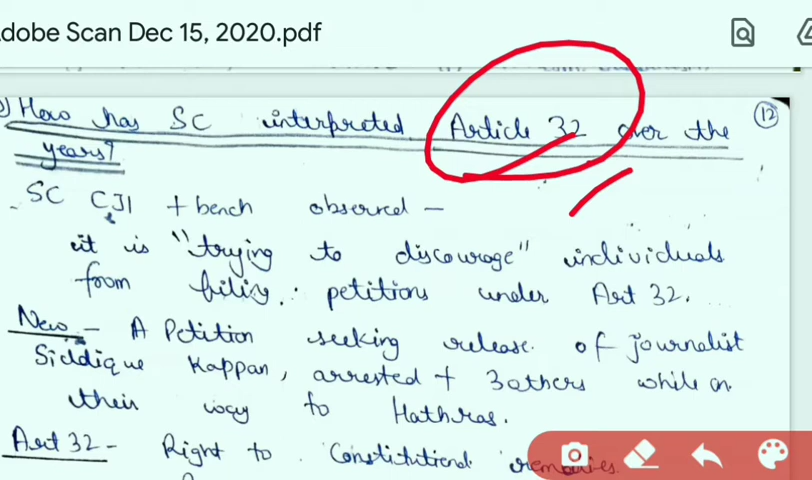 Adobe Scan Dec 15, 2020.pdf
) How has SC interpreted Article 32 over the
12
years?
SC CJI + bench observed -
it is "trying to discourage" individuals
from filing petitions under Art 32.
New - A Petition seeking release of journalist
Siddique Kappan, arrested + 3 others while on
their way to Hathras.
Art 32 - Right to Constitutional remedies.